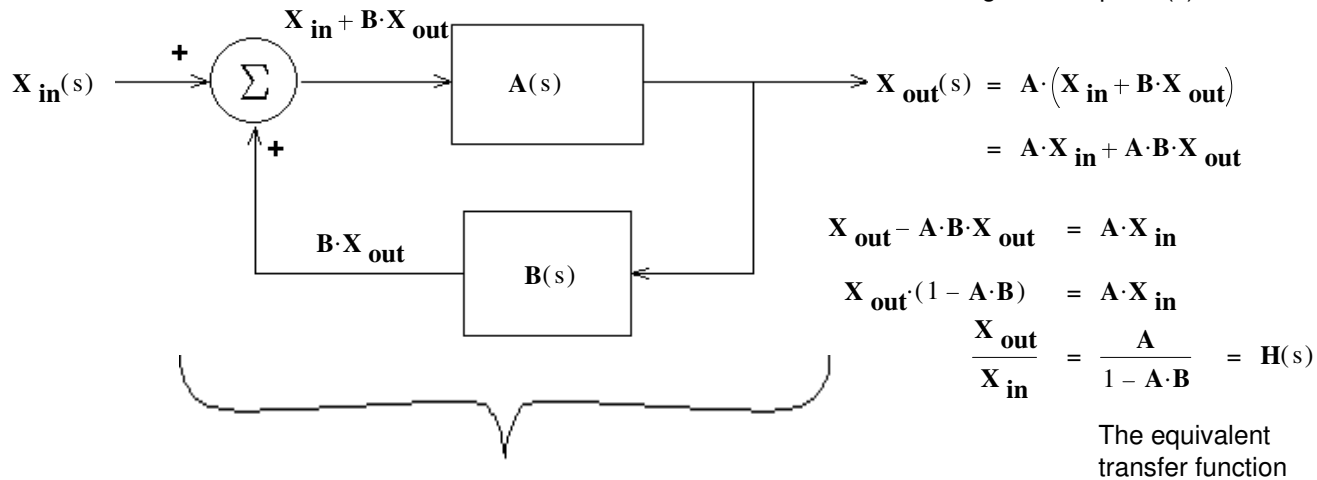 X in + B·X out
+
X in(s)
Σ
A(s)
X out(s) = A·(X in + B·X out)
+
= A·X in + A·B·X out
B·X out
B(s)
X out − A·B·X out = A·X in
X out·(1 − A·B) = A·X in
X out / X in = A / 1 − A·B = H(s)
The equivalent
transfer function